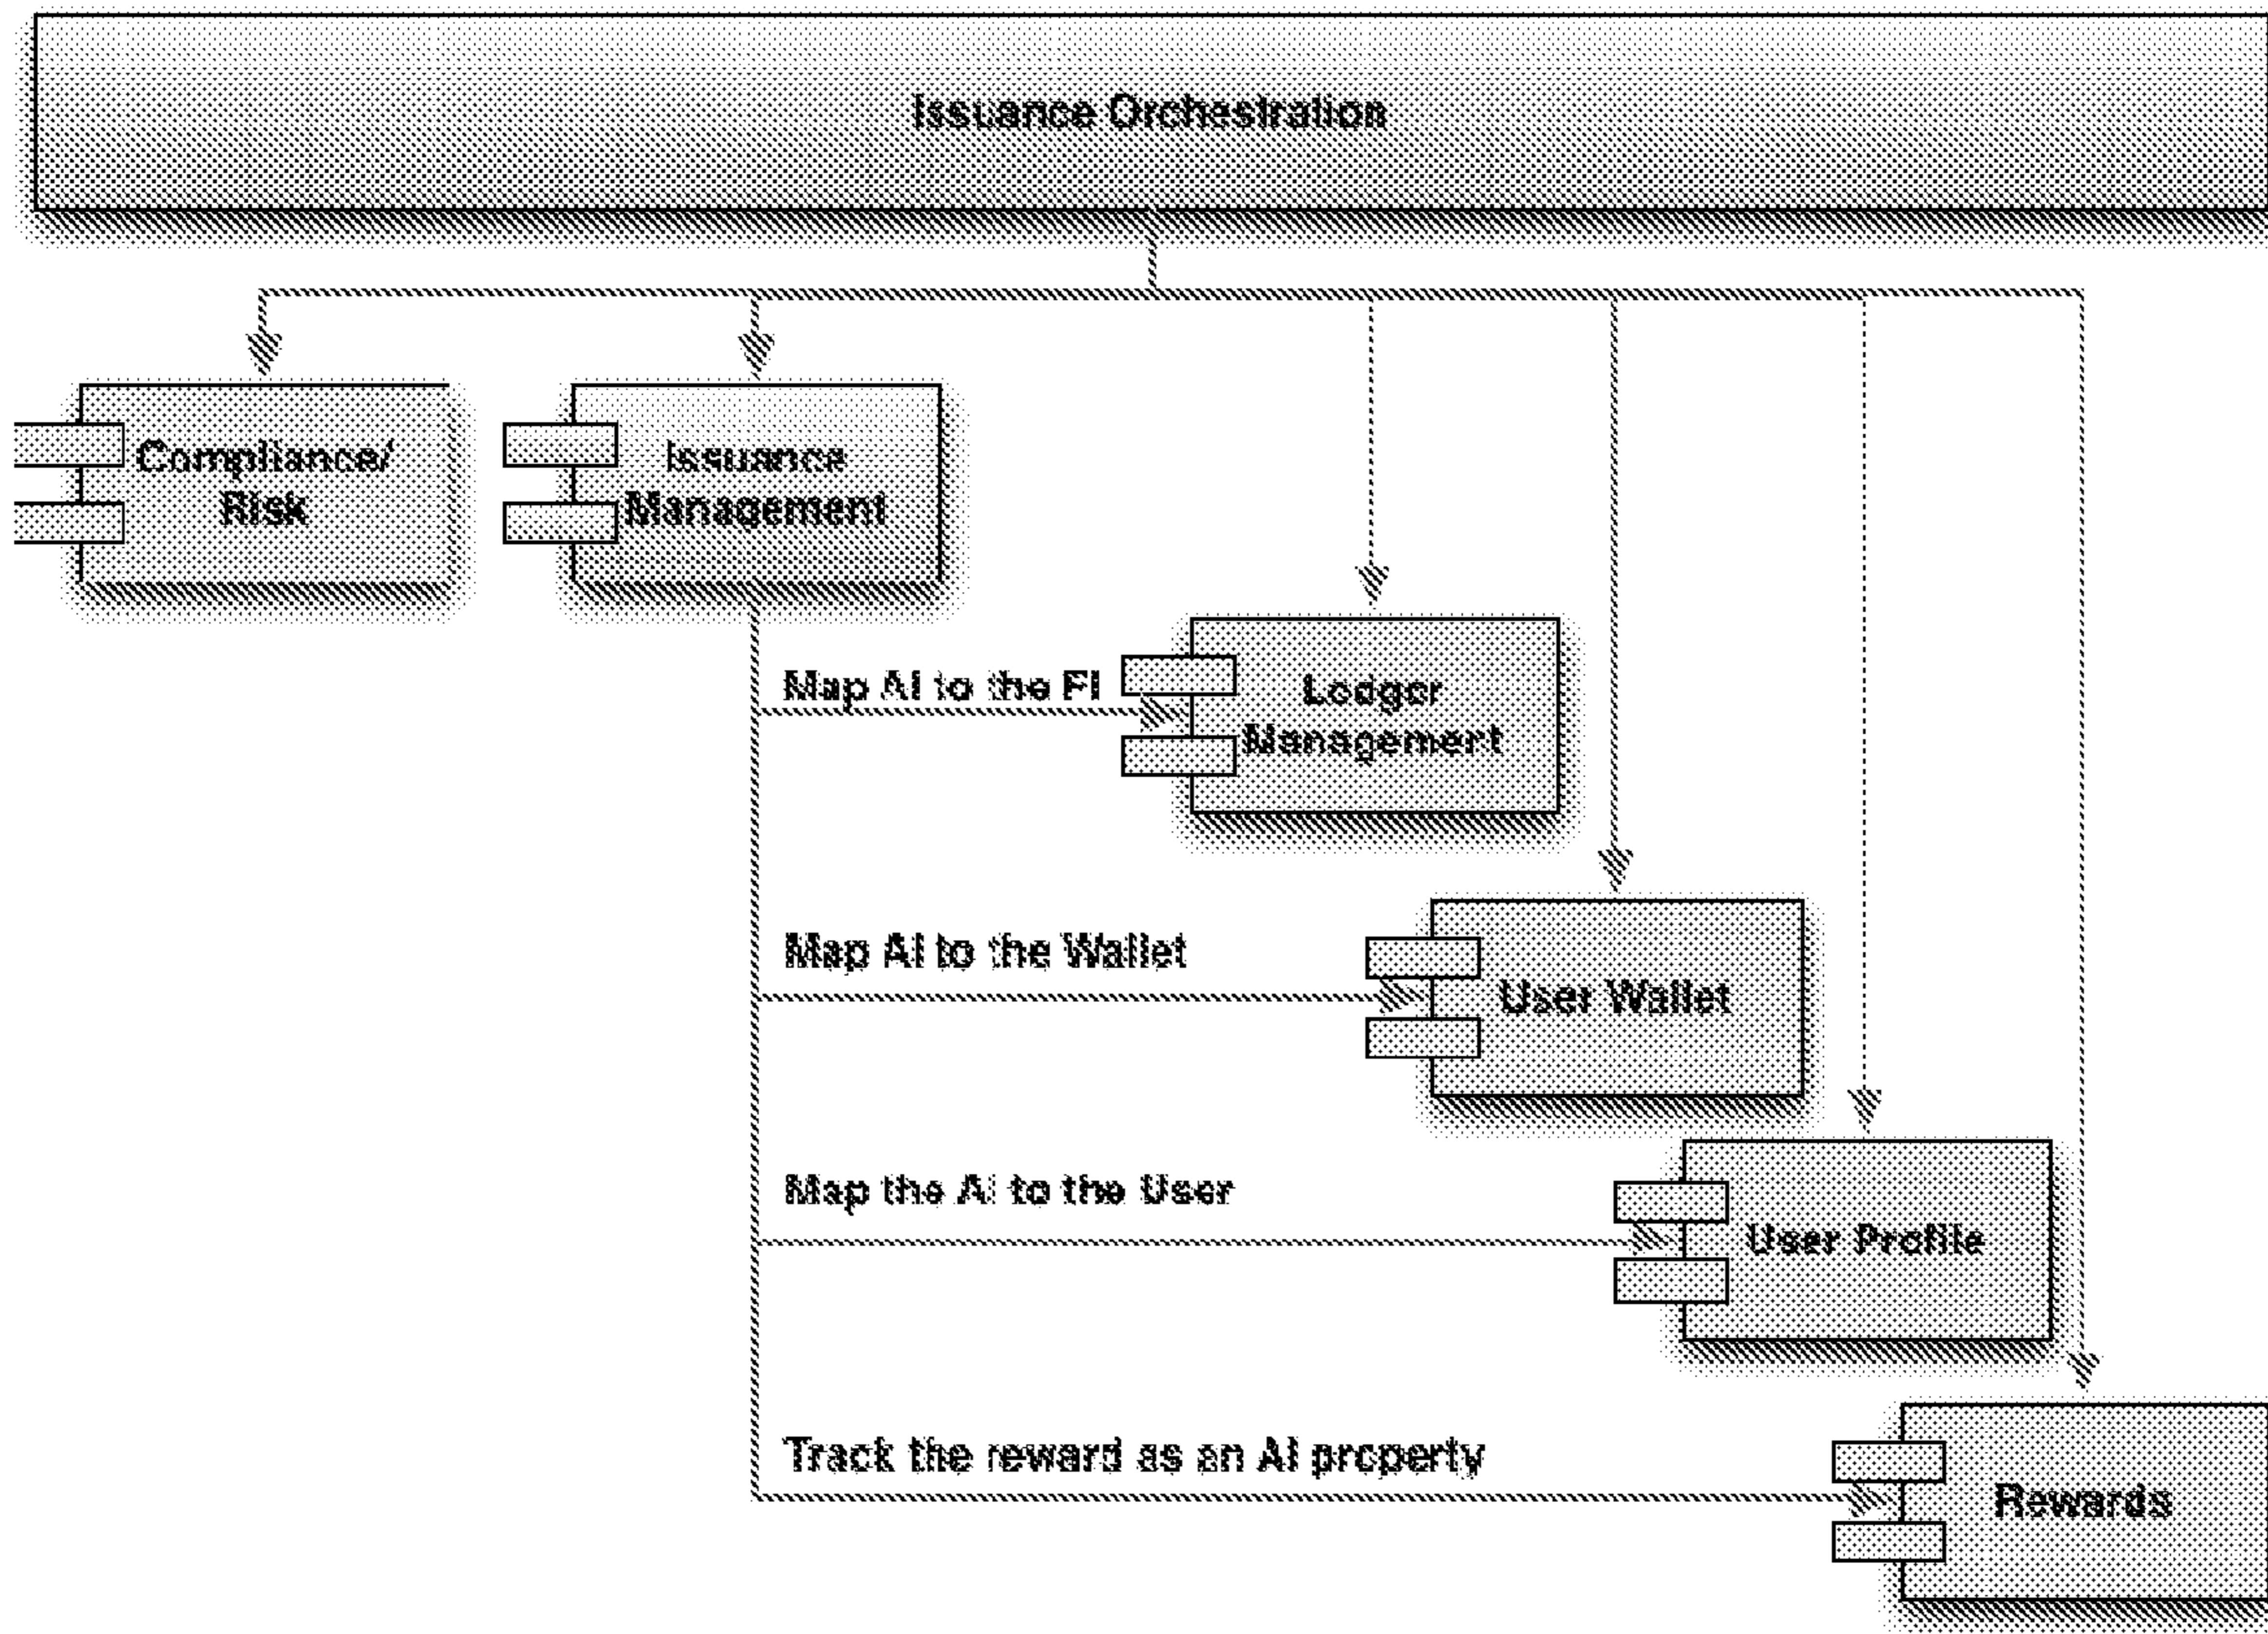 Issuance Orchestration
Compliance/
Risk
Issuance
Management
Map AI to the FI
Ledger
Management
Map AI to the Wallet
User Wallet
Map the AI to the User
User Profile
Track the reward as an AI property
Rewards